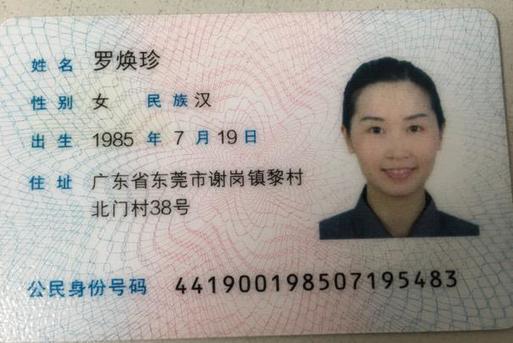 姓名 罗焕珍
性别 女 民族 汉
出生 1985 年 7 月 19 日
住址 广东省东莞市谢岗镇黎村
北门村38号
公民身份号码 441900198507195483